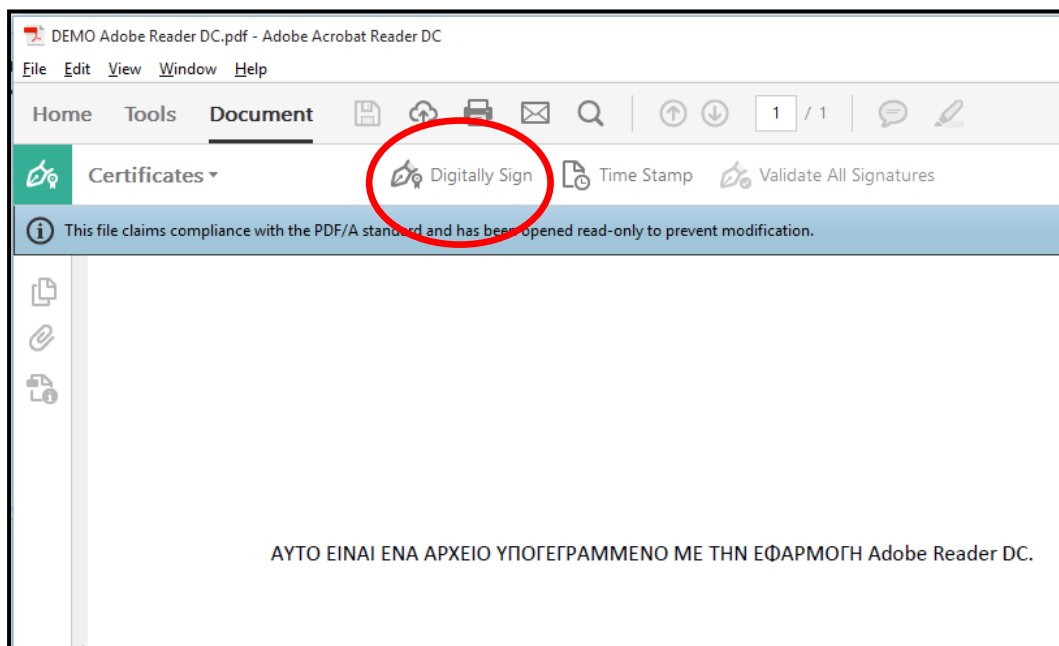 DEMO Adobe Reader DC.pdf - Adobe Acrobat Reader DC
File Edit View Window Help
Home Tools Document 1 / 1
Certificates Digitally Sign Time Stamp Validate All Signatures
This file claims compliance with the PDF/A standard and has been opened read-only to prevent modification.
ΑΥΤΟ ΕΙΝΑΙ ΕΝΑ ΑΡΧΕΙΟ ΥΠΟΓΕΓΡΑΜΜΕΝΟ ΜΕ ΤΗΝ ΕΦΑΡΜΟΓΗ Adobe Reader DC.